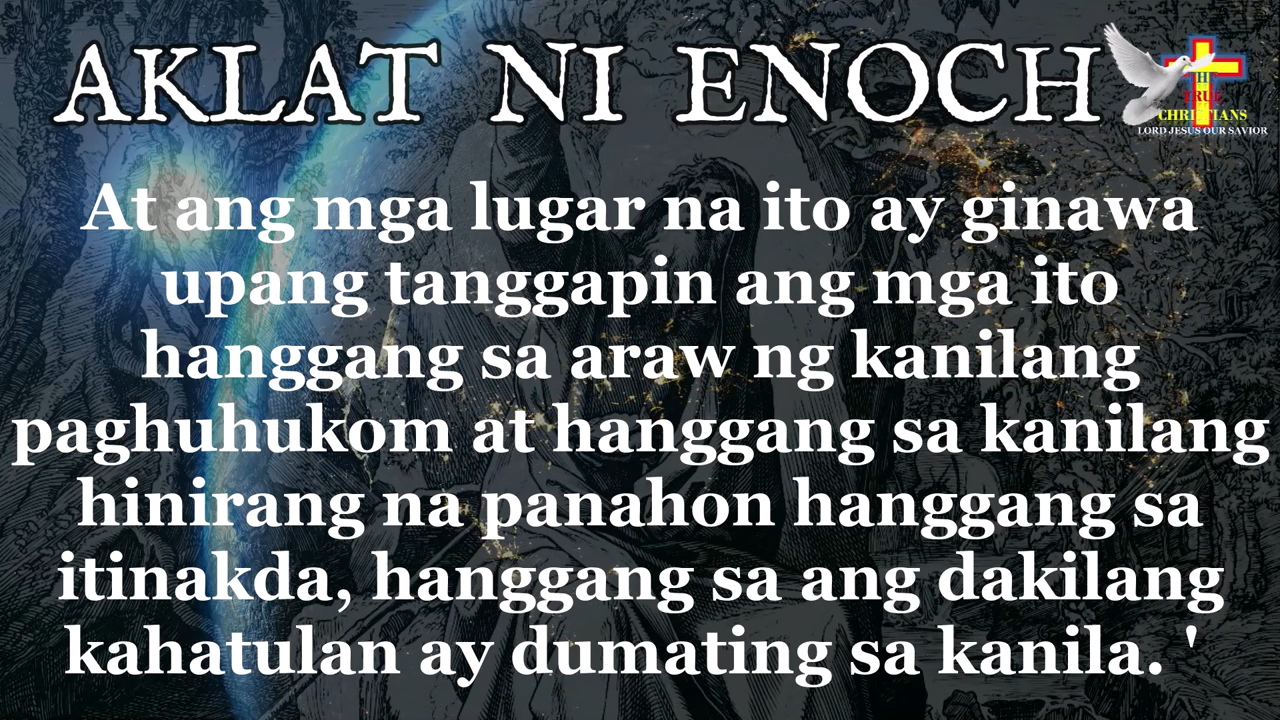 AKLAT NI ENOCH
THE
TRUE
CHRISTIANS
LORD JESUS OUR SAVIOR
At ang mga lugar na ito ay ginawa
upang tanggapin ang mga ito
hanggang sa araw ng kanilang
paghuhukom at hanggang sa kanilang
hinirang na panahon hanggang sa
itinakda, hanggang sa ang dakilang
kahatulan ay dumating sa kanila. '